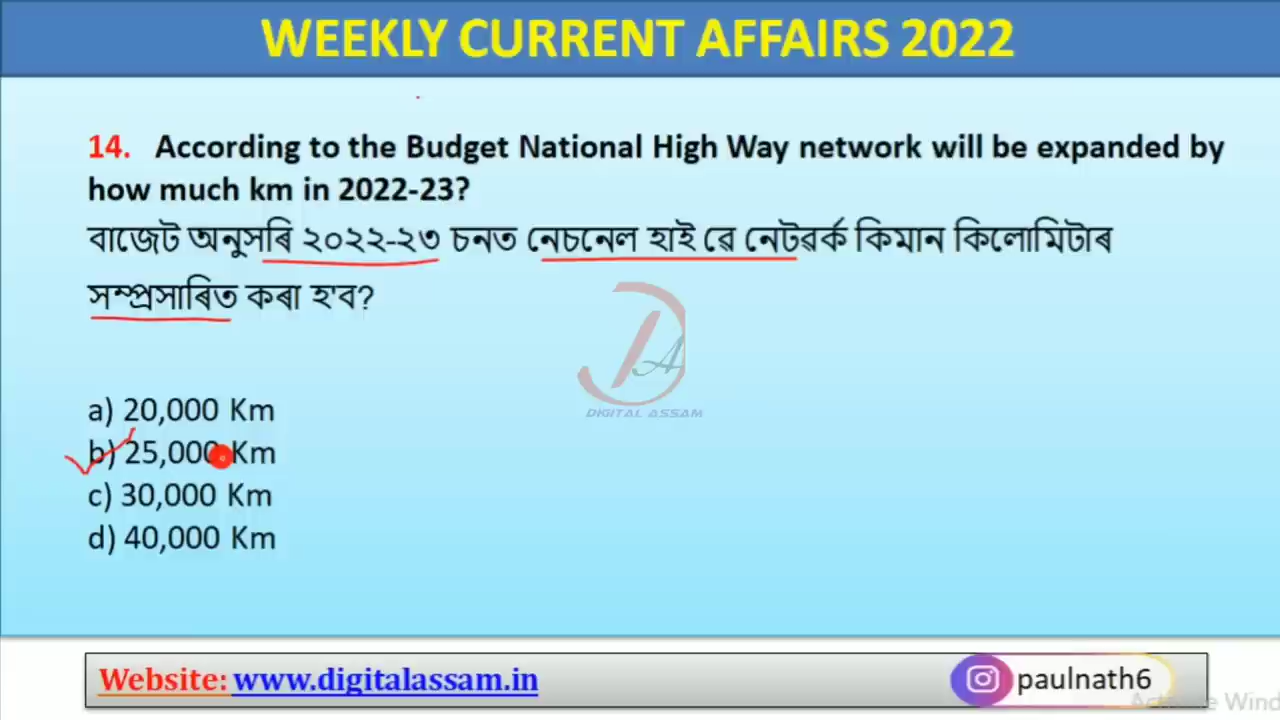 WEEKLY CURRENT AFFAIRS 2022
14. According to the Budget National High Way network will be expanded by
how much km in 2022-23?
বাজেট অনুসৰি ২০২২-২৩ চনত নেচনেল হাই ৱে নেটৱৰ্ক কিমান কিলোমিটাৰ
সম্প্ৰসাৰিত কৰা হ'ব?
DIGITAL ASSAM
a) 20,000 Km
b) 25,000 Km
c) 30,000 Km
d) 40,000 Km
Website: www.digitalassam.in
paulnath6
Activate Wind